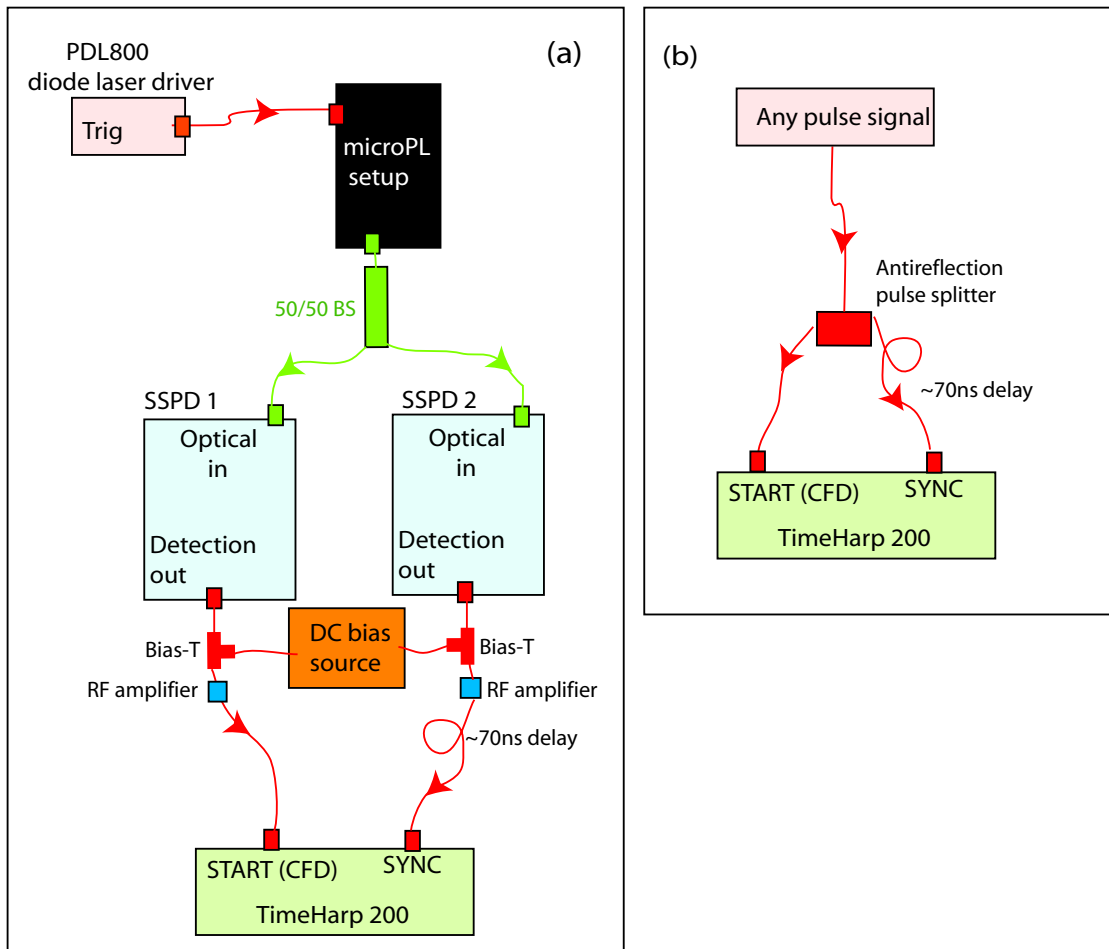 (a)
PDL800
diode laser driver
Trig
microPL
setup
50/50 BS
SSPD 1
SSPD 2
Optical
in
Optical
in
Detection
out
Detection
out
Bias-T
DC bias
source
Bias-T
RF amplifier
RF amplifier
~70ns delay
START (CFD)
SYNC
TimeHarp 200
(b)
Any pulse signal
Antireflection
pulse splitter
~70ns delay
START (CFD)
SYNC
TimeHarp 200